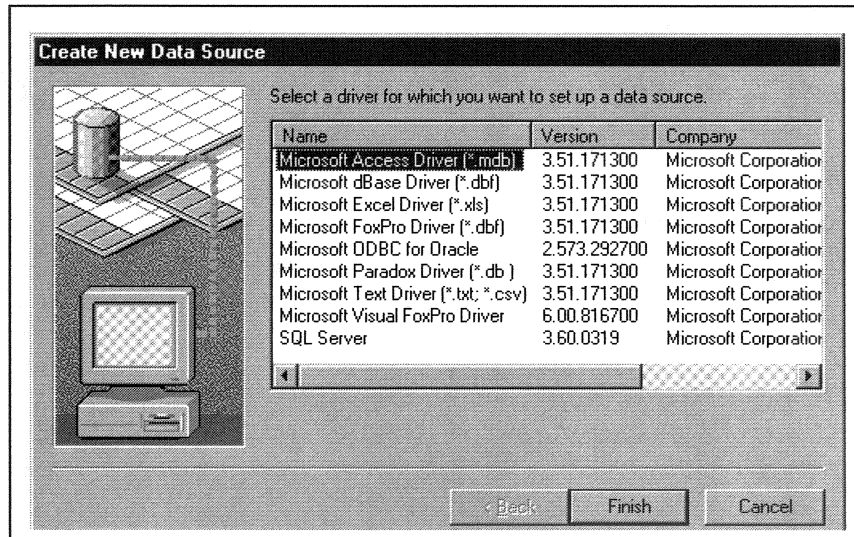 Create New Data Source
Select a driver for which you want to set up a data source.
Name Version Company
Microsoft Access Driver (*.mdb) 3.51.171300 Microsoft Corporation
Microsoft dBase Driver (*.dbf) 3.51.171300 Microsoft Corporation
Microsoft Excel Driver (*.xls) 3.51.171300 Microsoft Corporation
Microsoft FoxPro Driver (*.dbf) 3.51.171300 Microsoft Corporation
Microsoft ODBC for Oracle 2.573.292700 Microsoft Corporation
Microsoft Paradox Driver (*.db ) 3.51.171300 Microsoft Corporation
Microsoft Text Driver (*.txt; *.csv) 3.51.171300 Microsoft Corporation
Microsoft Visual FoxPro Driver 6.00.816700 Microsoft Corporation
SQL Server 3.60.0319 Microsoft Corporation
< Back Finish Cancel